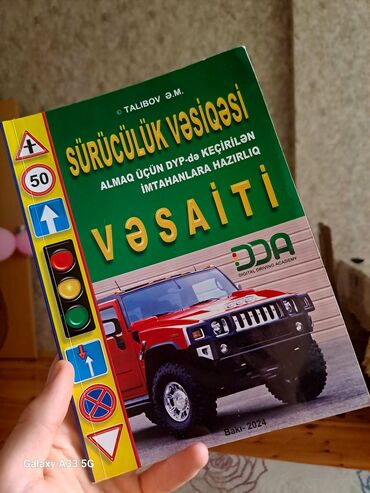 © TALIBOV Ə.M.
SÜRÜCÜLÜK VƏSİQƏSİ
ALMAQ ÜÇÜN DYP-də KEÇİRİLƏN
İMTAHANLARA HAZIRLIQ
VƏSAİTİ
DDA
DIGITAL DRIVING ACADEMY
50
Bakı- 2024
Galaxy A33 5G